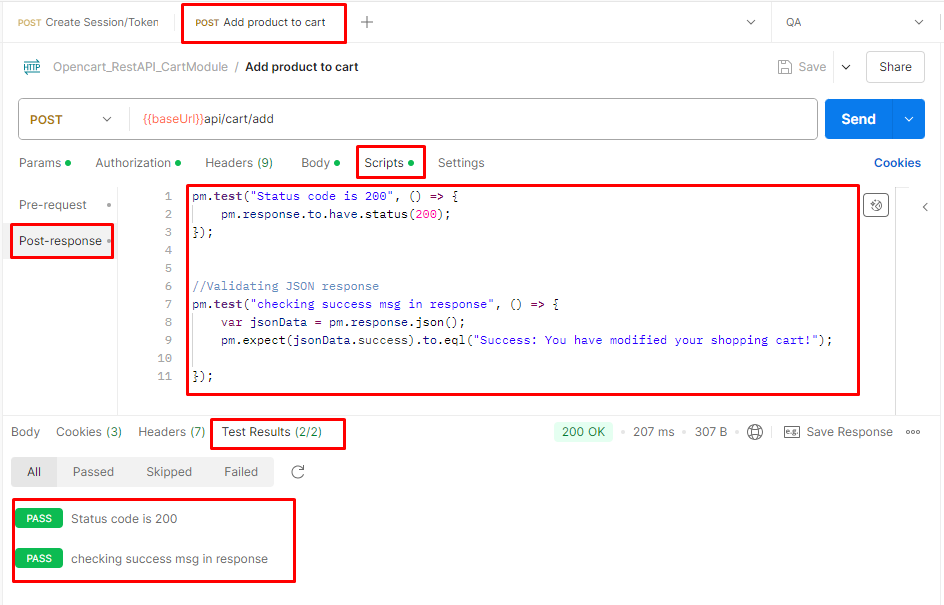 POST Create Session/Token
POST Add product to cart
QA
HTTP Opencart_RestAPI_CartModule / Add product to cart
Save
Share
POST
{{baseUrl}}api/cart/add
Send
Params
Authorization
Headers (9)
Body
Scripts
Settings
Cookies
Pre-request
Post-response
1 pm.test("Status code is 200", () => {
2 pm.response.to.have.status(200);
3 });
4
5
6 //Validating JSON response
7 pm.test("checking success msg in response", () => {
8 var jsonData = pm.response.json();
9 pm.expect(jsonData.success).to.eql("Success: You have modified your shopping cart!");
10
11 });
Body
Cookies (3)
Headers (7)
Test Results (2/2)
200 OK
207 ms
307 B
e.g. Save Response
All
Passed
Skipped
Failed
PASS Status code is 200
PASS checking success msg in response